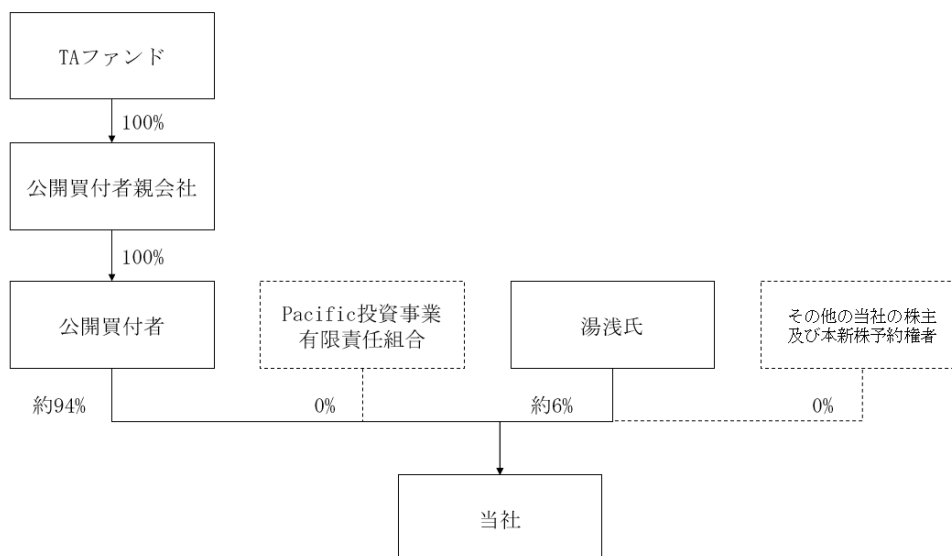 TAファンド
100%
公開買付者親会社
100%
公開買付者
Pacific投資事業
有限責任組合
湯浅氏
その他の当社の株主
及び本新株予約権者
約94%
0%
約6%
0%
当社